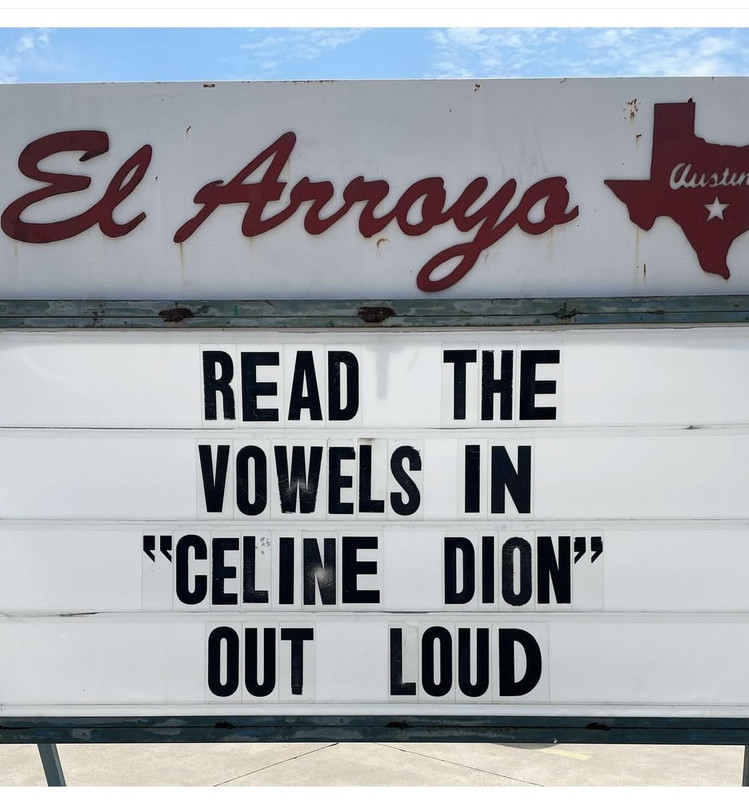 El Arroyo
Austin
READ THE
VOWELS IN
“CELINE DION”
OUT LOUD